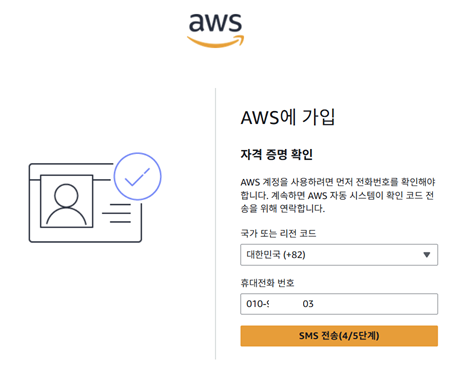 aws
AWS에 가입
자격 증명 확인
AWS 계정을 사용하려면 먼저 전화번호를 확인해야
합니다. 계속하면 AWS 자동 시스템이 확인 코드 전
송을 위해 연락합니다.
국가 또는 리전 코드
대한민국 (+82)
휴대전화 번호
010- 03
SMS 전송(4/5단계)